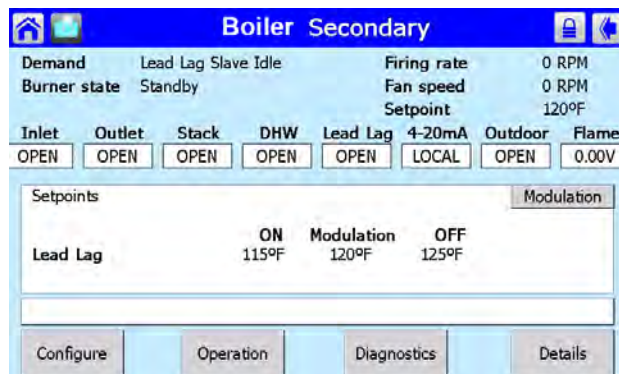 Boiler Secondary
Demand Lead Lag Slave Idle Firing rate 0 RPM
Burner state Standby Fan speed 0 RPM
Setpoint 120ºF
Inlet Outlet Stack DHW Lead Lag 4-20mA Outdoor Flame
OPEN OPEN OPEN OPEN OPEN LOCAL OPEN 0.00V
Setpoints Modulation
ON Modulation OFF
Lead Lag 115ºF 120ºF 125ºF
Configure Operation Diagnostics Details